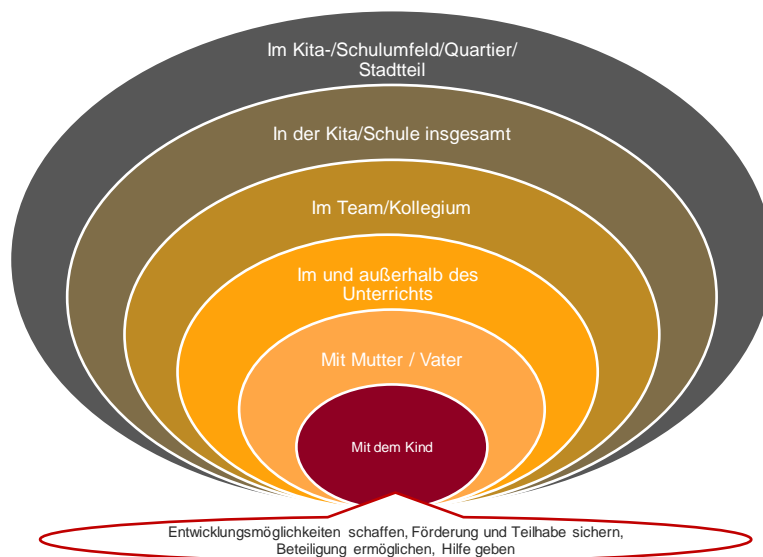 Im Kita-/Schulumfeld/Quartier/
Stadtteil
In der Kita/Schule insgesamt
Im Team/Kollegium
Im und außerhalb des
Unterrichts
Mit Mutter / Vater
Mit dem Kind
Entwicklungsmöglichkeiten schaffen, Förderung und Teilhabe sichern,
Beteiligung ermöglichen, Hilfe geben